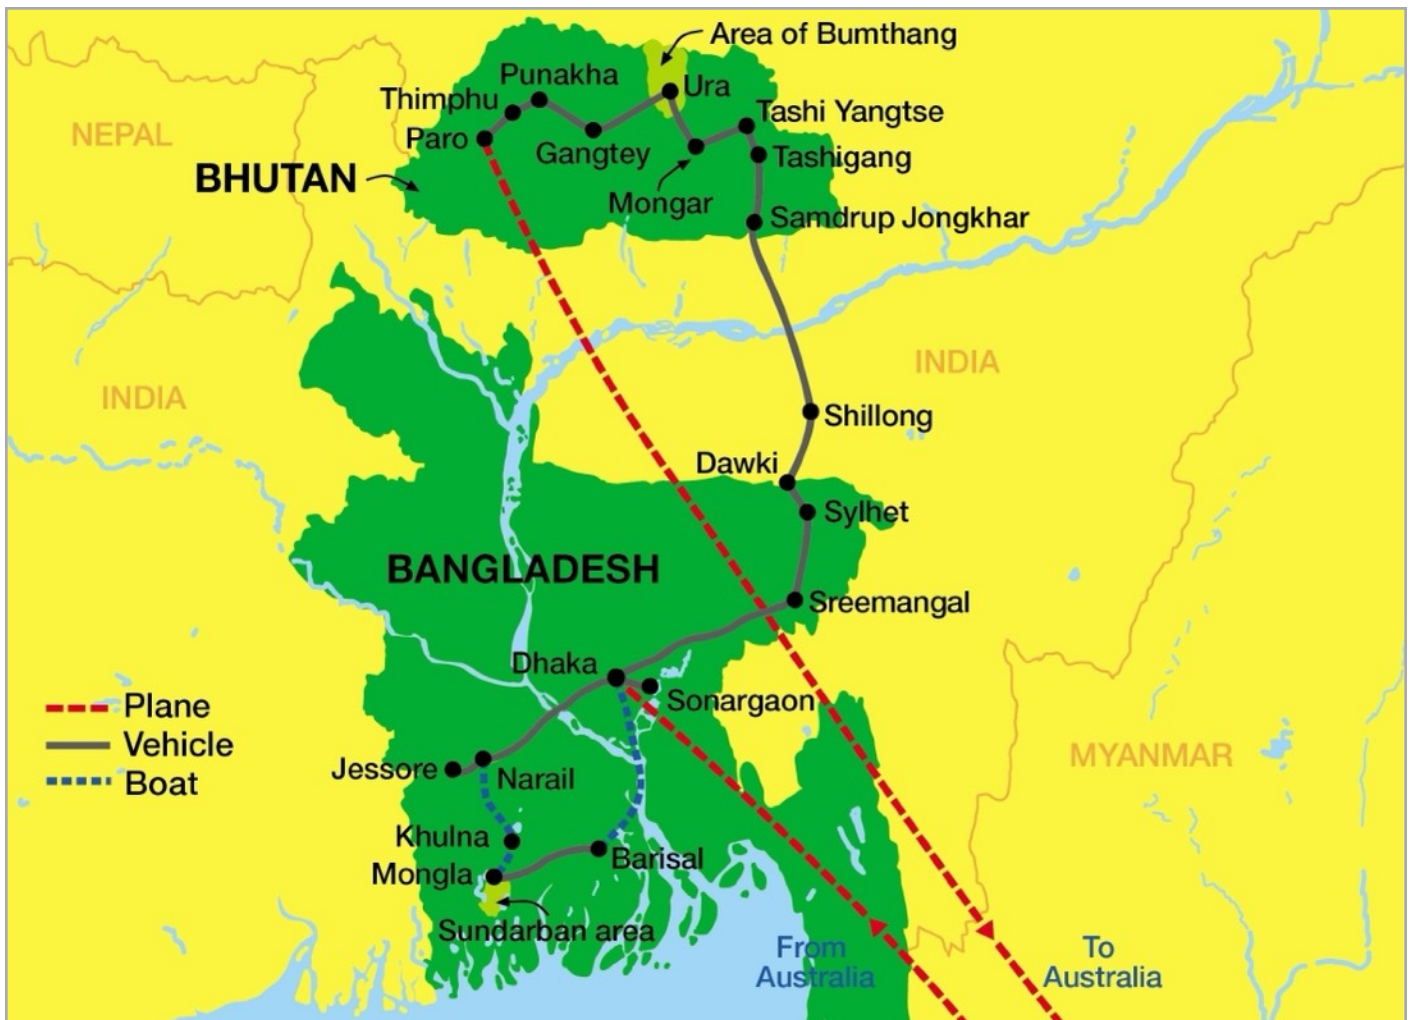 Area of Bumthang
Punakha
Ura
Thimphu
Tashi Yangtse
Paro
NEPAL
Gangtey
Tashigang
BHUTAN
Mongar
Samdrup Jongkhar
INDIA
INDIA
Shillong
Dawki
Sylhet
BANGLADESH
Sreemangal
Dhaka
Sonargaon
Plane
Vehicle
Boat
MYANMAR
Jessore
Narail
Khulna
Barisal
Mongla
Sundarban area
From
Australia
To
Australia